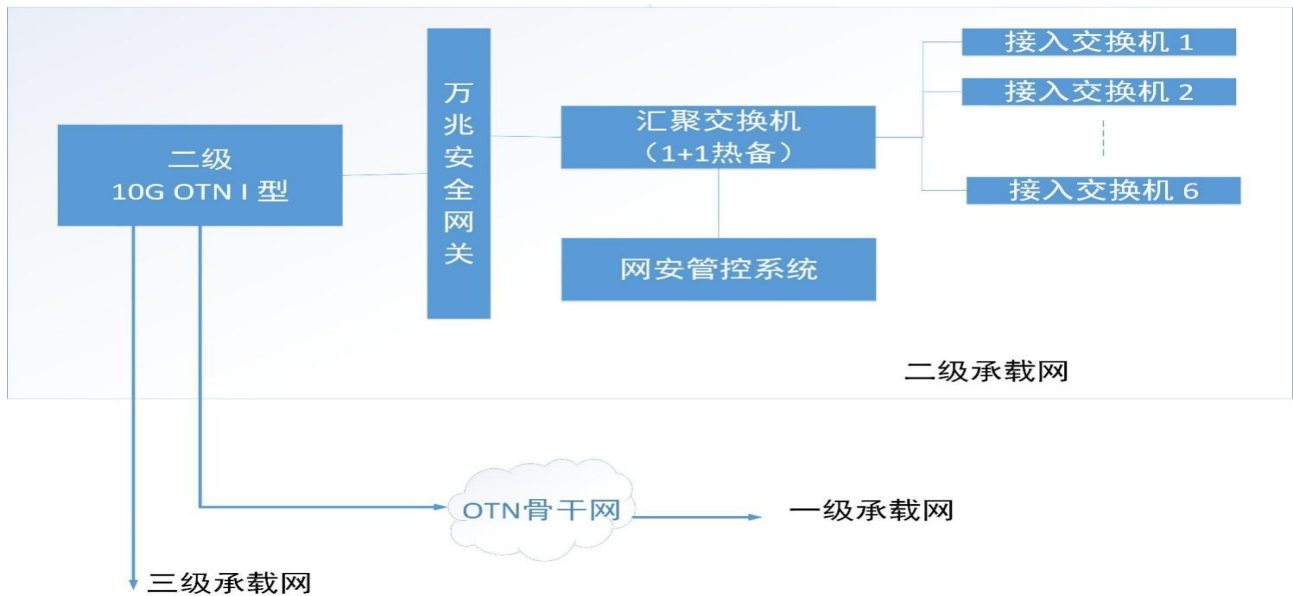 二级
10G OTN I 型
万兆安全网关
汇聚交换机
（1+1热备）
网安管控系统
接入交换机 1
接入交换机 2
接入交换机 6
二级承载网
OTN骨干网
一级承载网
三级承载网